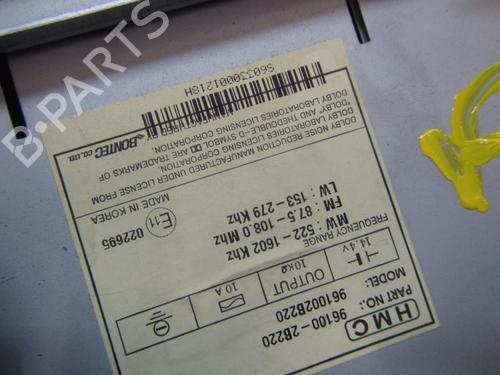 HMC
PART NO.: 96100-2B220
MODEL: 961002B220
14.4V
OUTPUT 10kΩ
10 A
FREQUENCY RANGE
MW : 522-1602 Khz
FM : 87.5-108.0 Mhz
LW : 153-279 Khz
E11 022695
MADE IN KOREA
DOLBY NOISE REDUCTION MANUFACTURED UNDER LICENSE FROM
DOLBY LABORATORIES LICENSING CORPORATION.
"DOLBY" AND THE DOUBLE-D SYMBOL ARE TRADEMARKS OF
DOLBY LABORATORIES LICENSING CORPORATION.
MANUFACTURED BY BONTEC CO., LTD.
B-PARTS